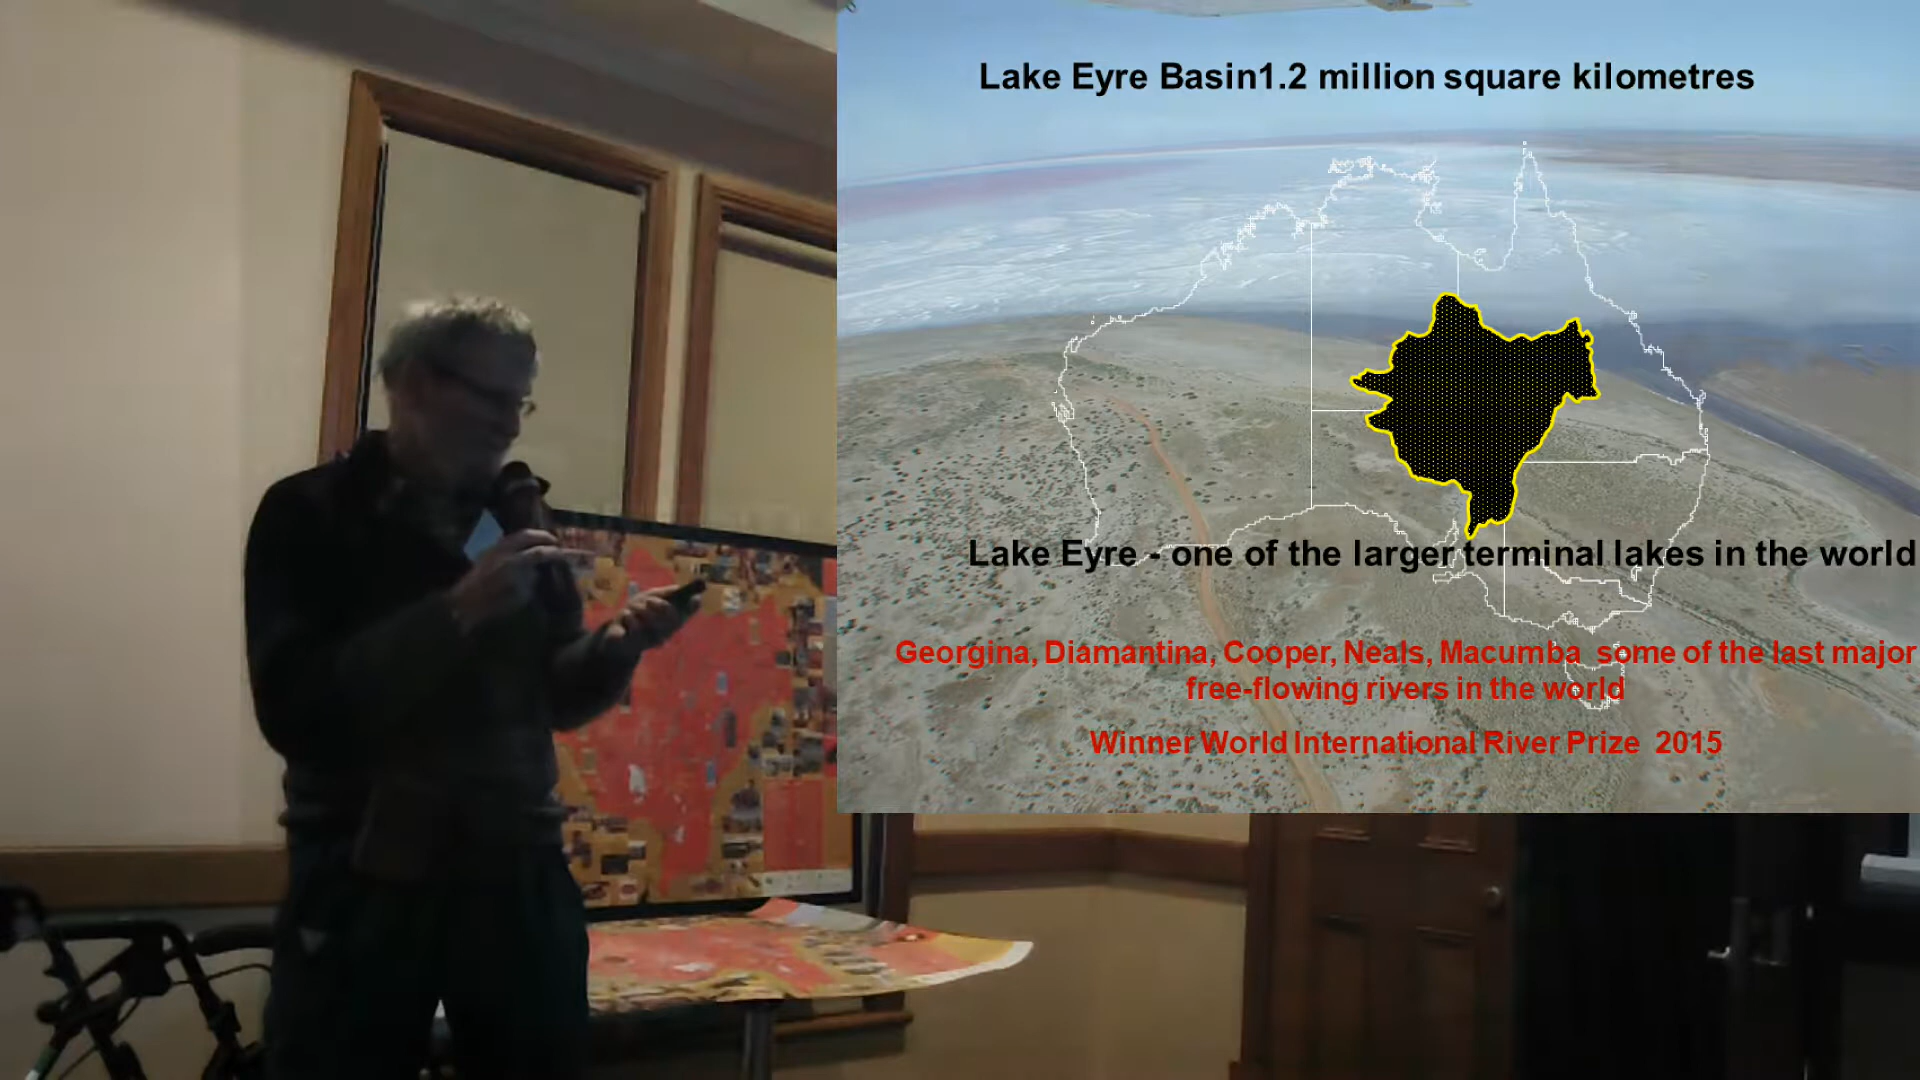 Lake Eyre Basin1.2 million square kilometres
Lake Eyre - one of the larger terminal lakes in the world
Georgina, Diamantina, Cooper, Neals, Macumba  some of the last major
free-flowing rivers in the world
Winner World International River Prize  2015